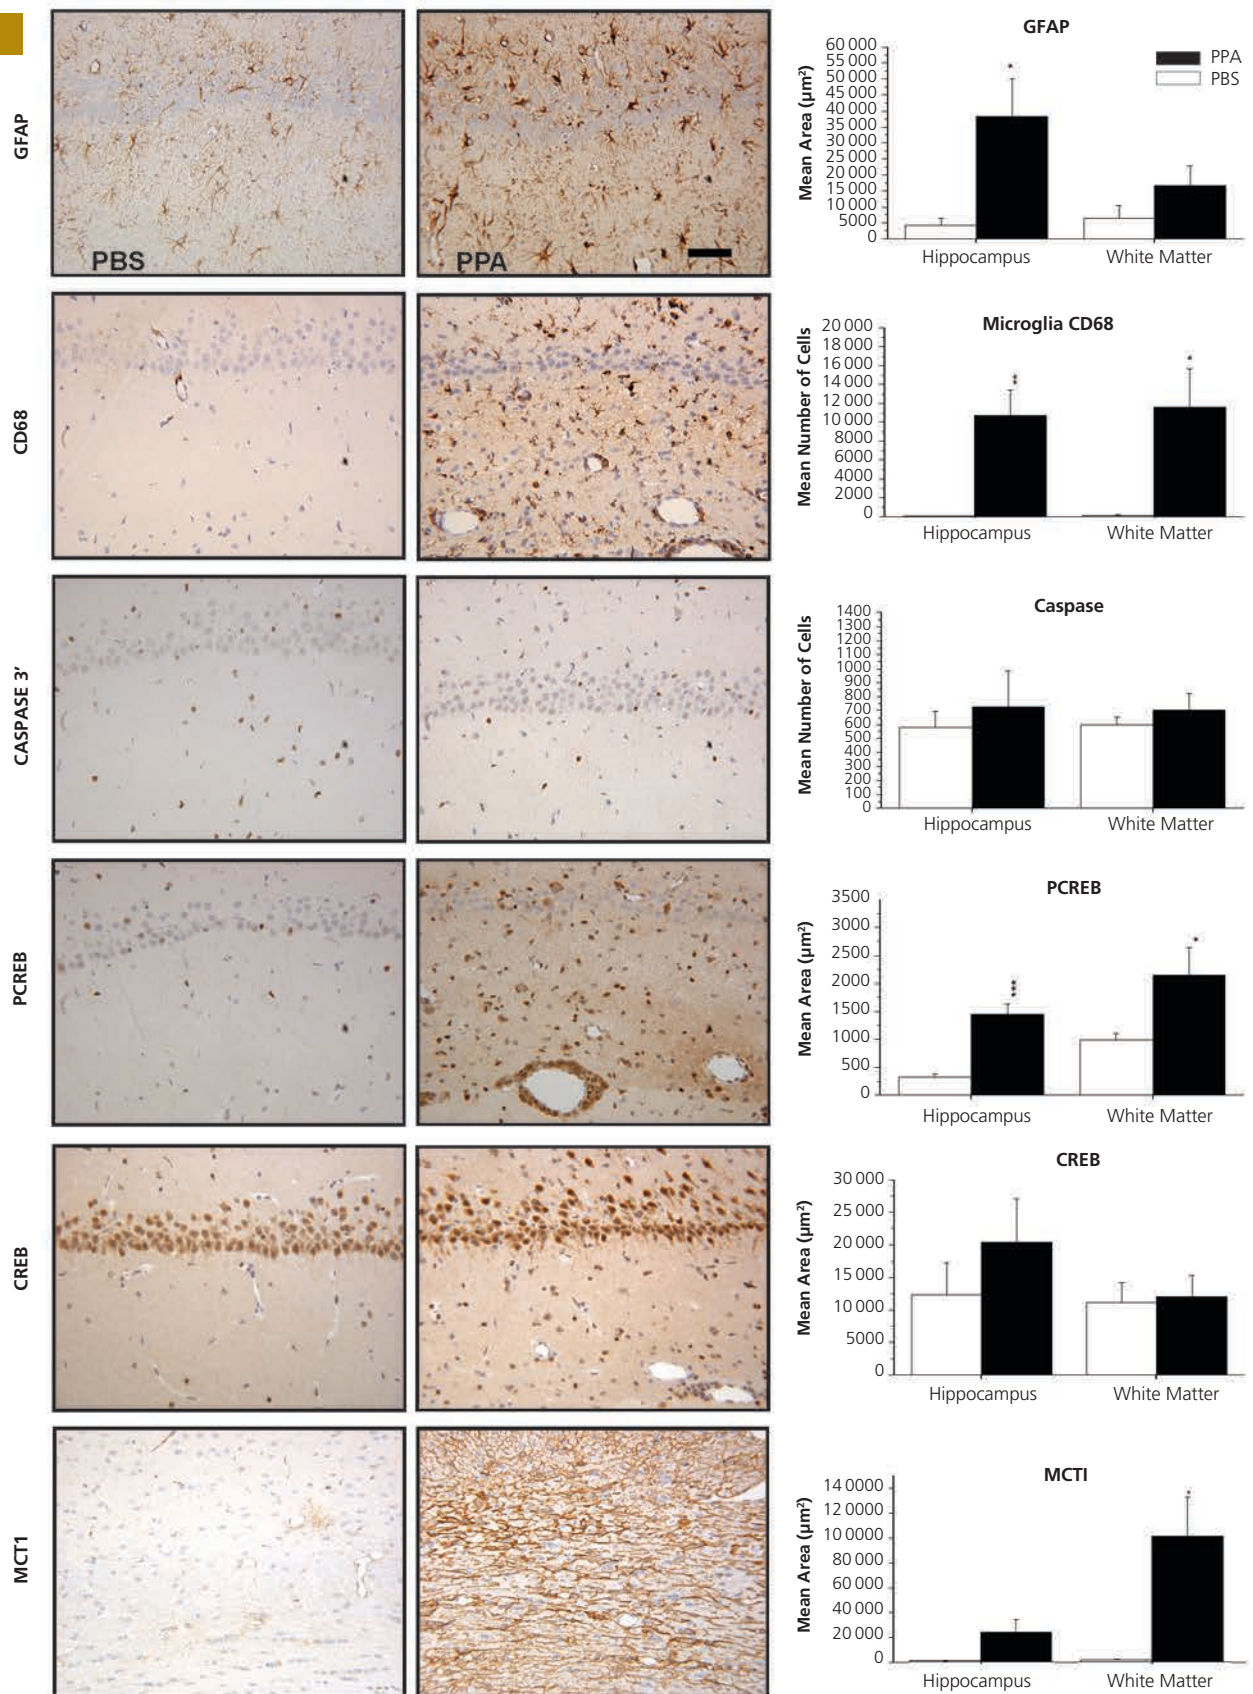 GFAP
PBS
PPA
GFAP
PPA
PBS
Mean Area (µm²)
60 000
55 000
50 000
45 000
40 000
35 000
30 000
25 000
20 000
15 000
10 000
5000
0
Hippocampus
White Matter
*
CD68
Microglia CD68
Mean Number of Cells
20 000
18 000
16 000
14 000
12 000
10 000
8000
6000
4000
2000
0
Hippocampus
White Matter
**
*
CASPASE 3′
Caspase
Mean Number of Cells
1400
1300
1200
1100
1000
900
800
700
600
500
400
300
200
100
0
Hippocampus
White Matter
PCREB
PCREB
Mean Area (µm²)
3500
3000
2500
2000
1500
1000
500
0
Hippocampus
White Matter
***
*
CREB
CREB
Mean Area (µm²)
30 000
25 000
20 000
15 000
10 000
5000
0
Hippocampus
White Matter
MCT1
MCTI
Mean Area (µm²)
140 000
120 000
100 000
80 000
60 000
40 000
20 000
0
Hippocampus
White Matter
*